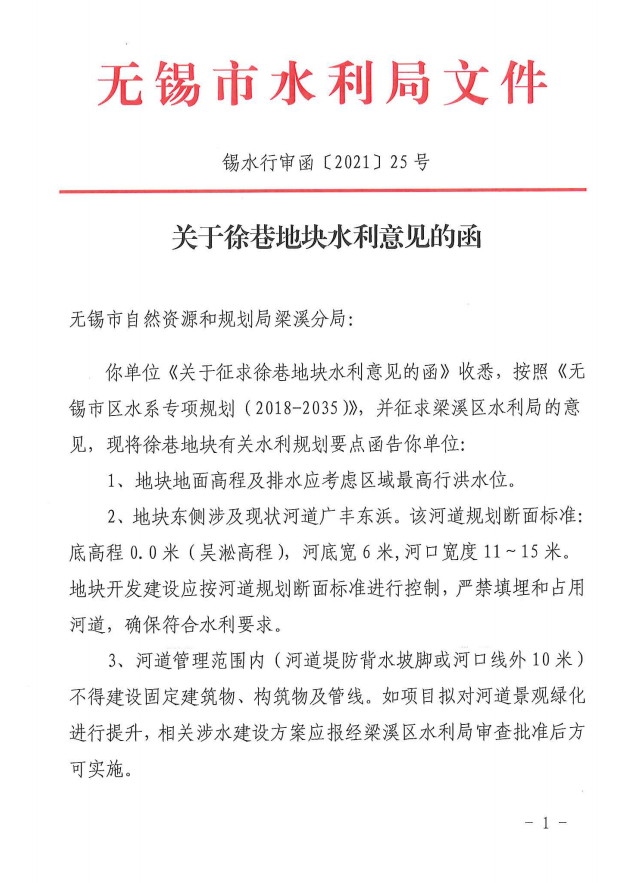 无锡市水利局文件
锡水行审函〔2021〕25号
关于徐巷地块水利意见的函
无锡市自然资源和规划局梁溪分局：
你单位《关于征求徐巷地块水利意见的函》收悉，按照《无
锡市区水系专项规划（2018-2035）》，并征求梁溪区水利局的意
见，现将徐巷地块有关水利规划要点函告你单位：
1、地块地面高程及排水应考虑区域最高行洪水位。
2、地块东侧涉及现状河道广丰东浜。该河道规划断面标准：
底高程0.0米（吴淞高程），河底宽6米，河口宽度11～15米。
地块开发建设应按河道规划断面标准进行控制，严禁填埋和占用
河道，确保符合水利要求。
3、河道管理范围内（河道堤防背水坡脚或河口线外10米）
不得建设固定建筑物、构筑物及管线。如项目拟对河道景观绿化
进行提升，相关涉水建设方案应报经梁溪区水利局审查批准后方
可实施。
- 1 -